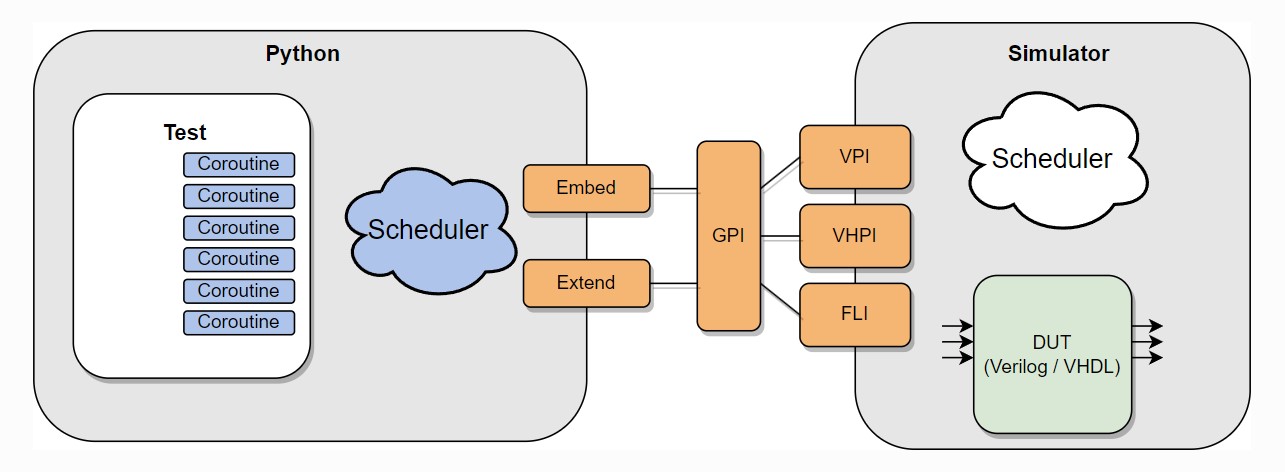 Python
Test
Coroutine
Coroutine
Coroutine
Coroutine
Coroutine
Coroutine
Scheduler
Embed
Extend
GPI
VPI
VHPI
FLI
Simulator
Scheduler
DUT
(Verilog / VHDL)